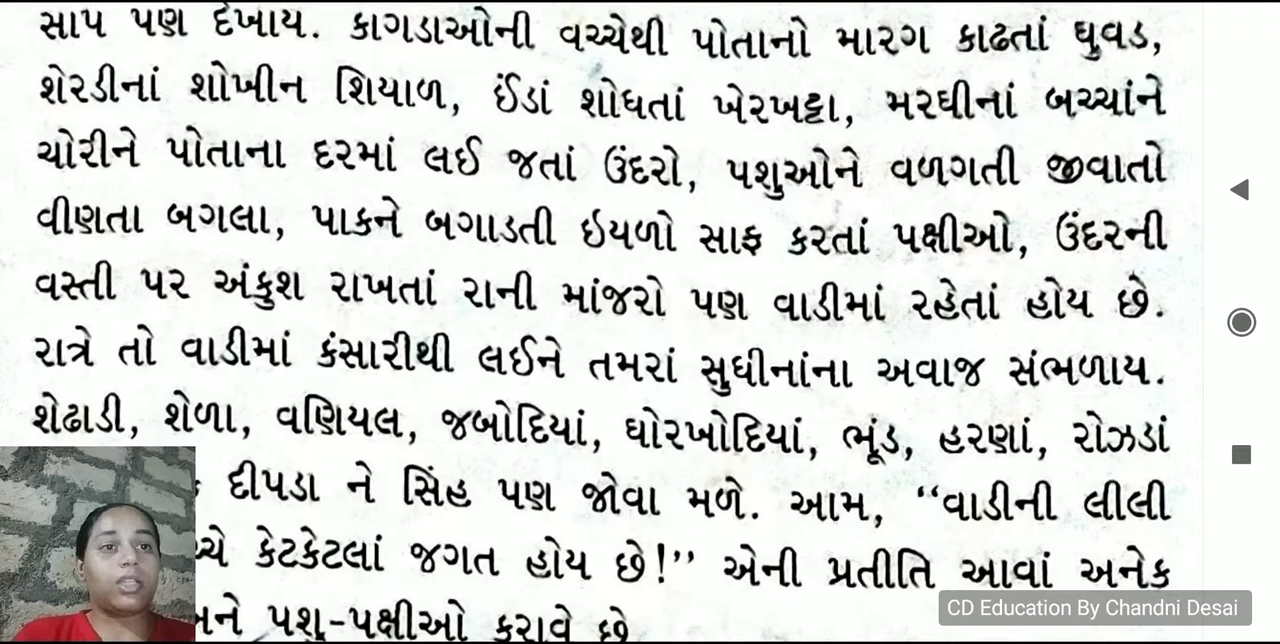 સાપ પણ દેખાય. કાગડાઓની વચ્ચેથી પોતાનો મારગ કાઢતાં ઘુવડ,
શેરડીનાં શોખીન શિયાળ, ઈંડાં શોધતાં ખેરખટ્ટા, મરઘીનાં બચ્ચાંને
ચોરીને પોતાના દરમાં લઈ જતાં ઉંદરો, પશુઓને વળગતી જીવાતો
વીણતા બગલા, પાકને બગાડતી ઇયળો સાફ કરતાં પક્ષીઓ, ઉંદરની
વસ્તી પર અંકુશ રાખતાં રાની માંજરો પણ વાડીમાં રહેતાં હોય છે.
રાત્રે તો વાડીમાં કંસારીથી લઈને તમરાં સુધીનાંના અવાજ સંભળાય.
શેઢાડી, શેળા, વણિયલ, જબોદિયાં, ઘોરખોદિયાં, ભૂંડ, હરણાં, રોઝડાં
દીપડા ને સિંહ પણ જોવા મળે. આમ, “વાડીની લીલી
કેટકેટલાં જગત હોય છે!” એની પ્રતીતિ આવાં અનેક
પશુ-પક્ષીઓ કરાવે છે
CD Education By Chandni Desai